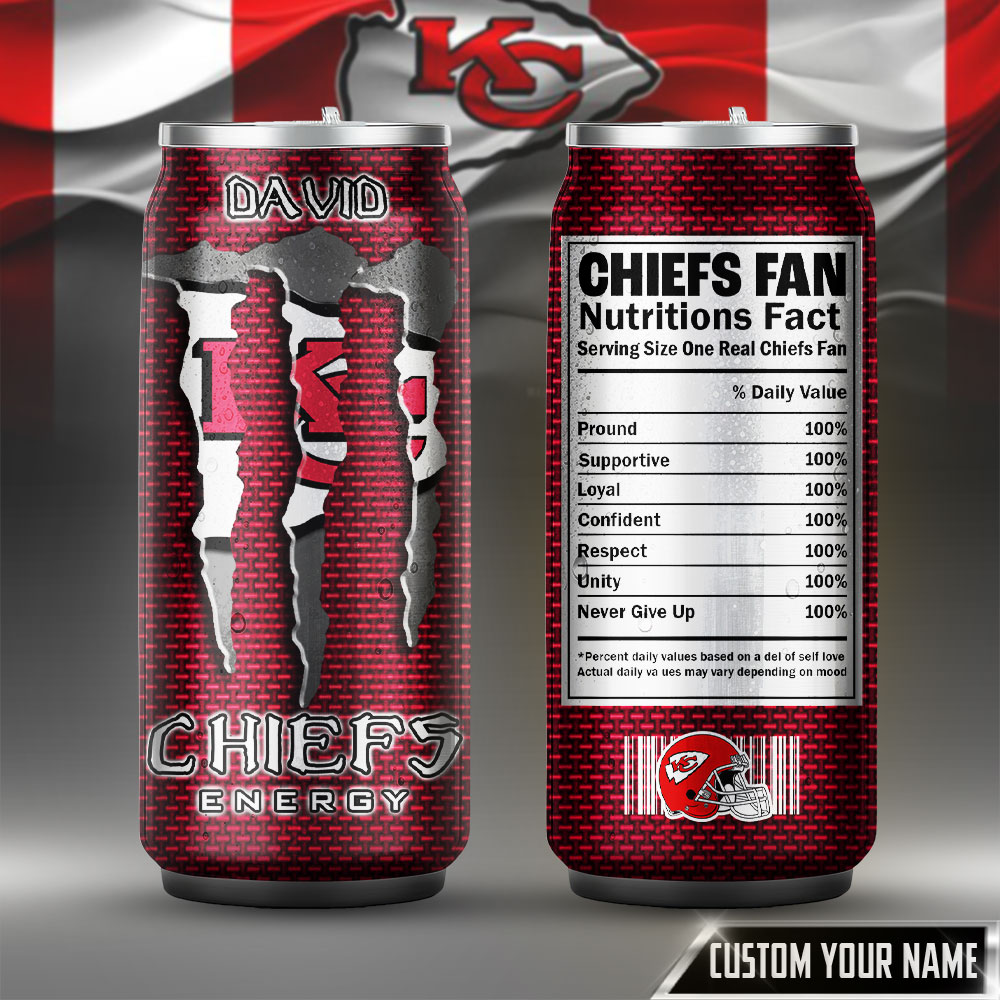 KC
DAVID
CHIEFS
ENERGY
CHIEFS FAN
Nutritions Fact
Serving Size One Real Chiefs Fan
% Daily Value
Pround 100%
Supportive 100%
Loyal 100%
Confident 100%
Respect 100%
Unity 100%
Never Give Up 100%
*Percent daily values based on a del of self love
Actual daily va ues may vary depending on mood
KC
CUSTOM YOUR NAME